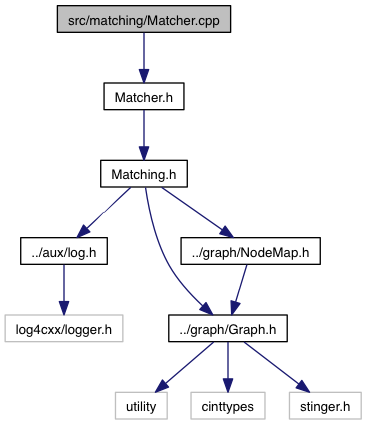 src/matching/Matcher.cpp
Matcher.h
Matching.h
../aux/log.h
../graph/NodeMap.h
log4cxx/logger.h
../graph/Graph.h
utility
cinttypes
stinger.h